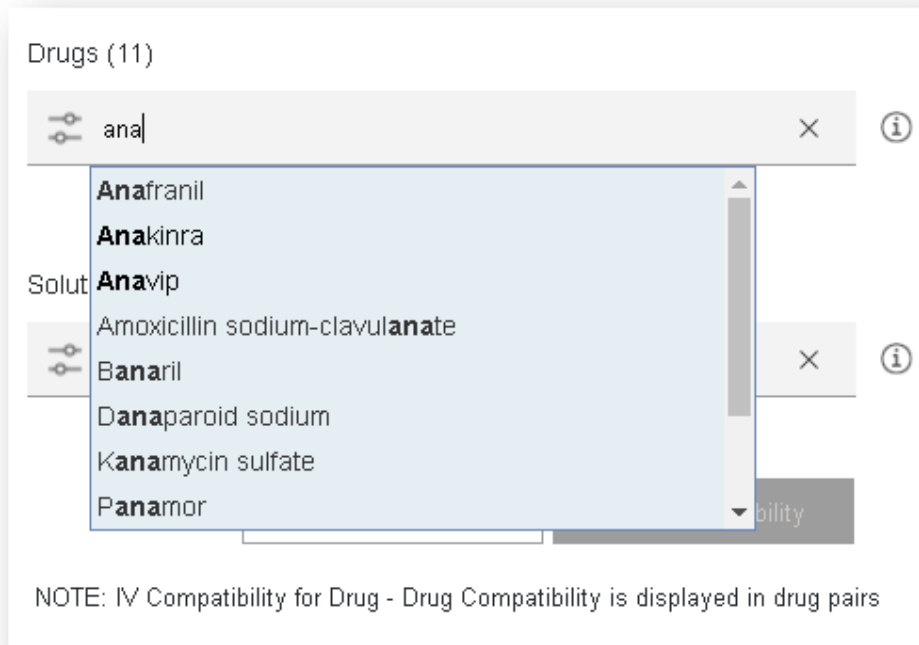 Drugs (11)
ana
Anafranil
Anakinra
Solut
Anavip
Amoxicillin sodium-clavulanate
Banaril
Danaparoid sodium
Kanamycin sulfate
Panamor
bility
NOTE: IV Compatibility for Drug - Drug Compatibility is displayed in drug pairs